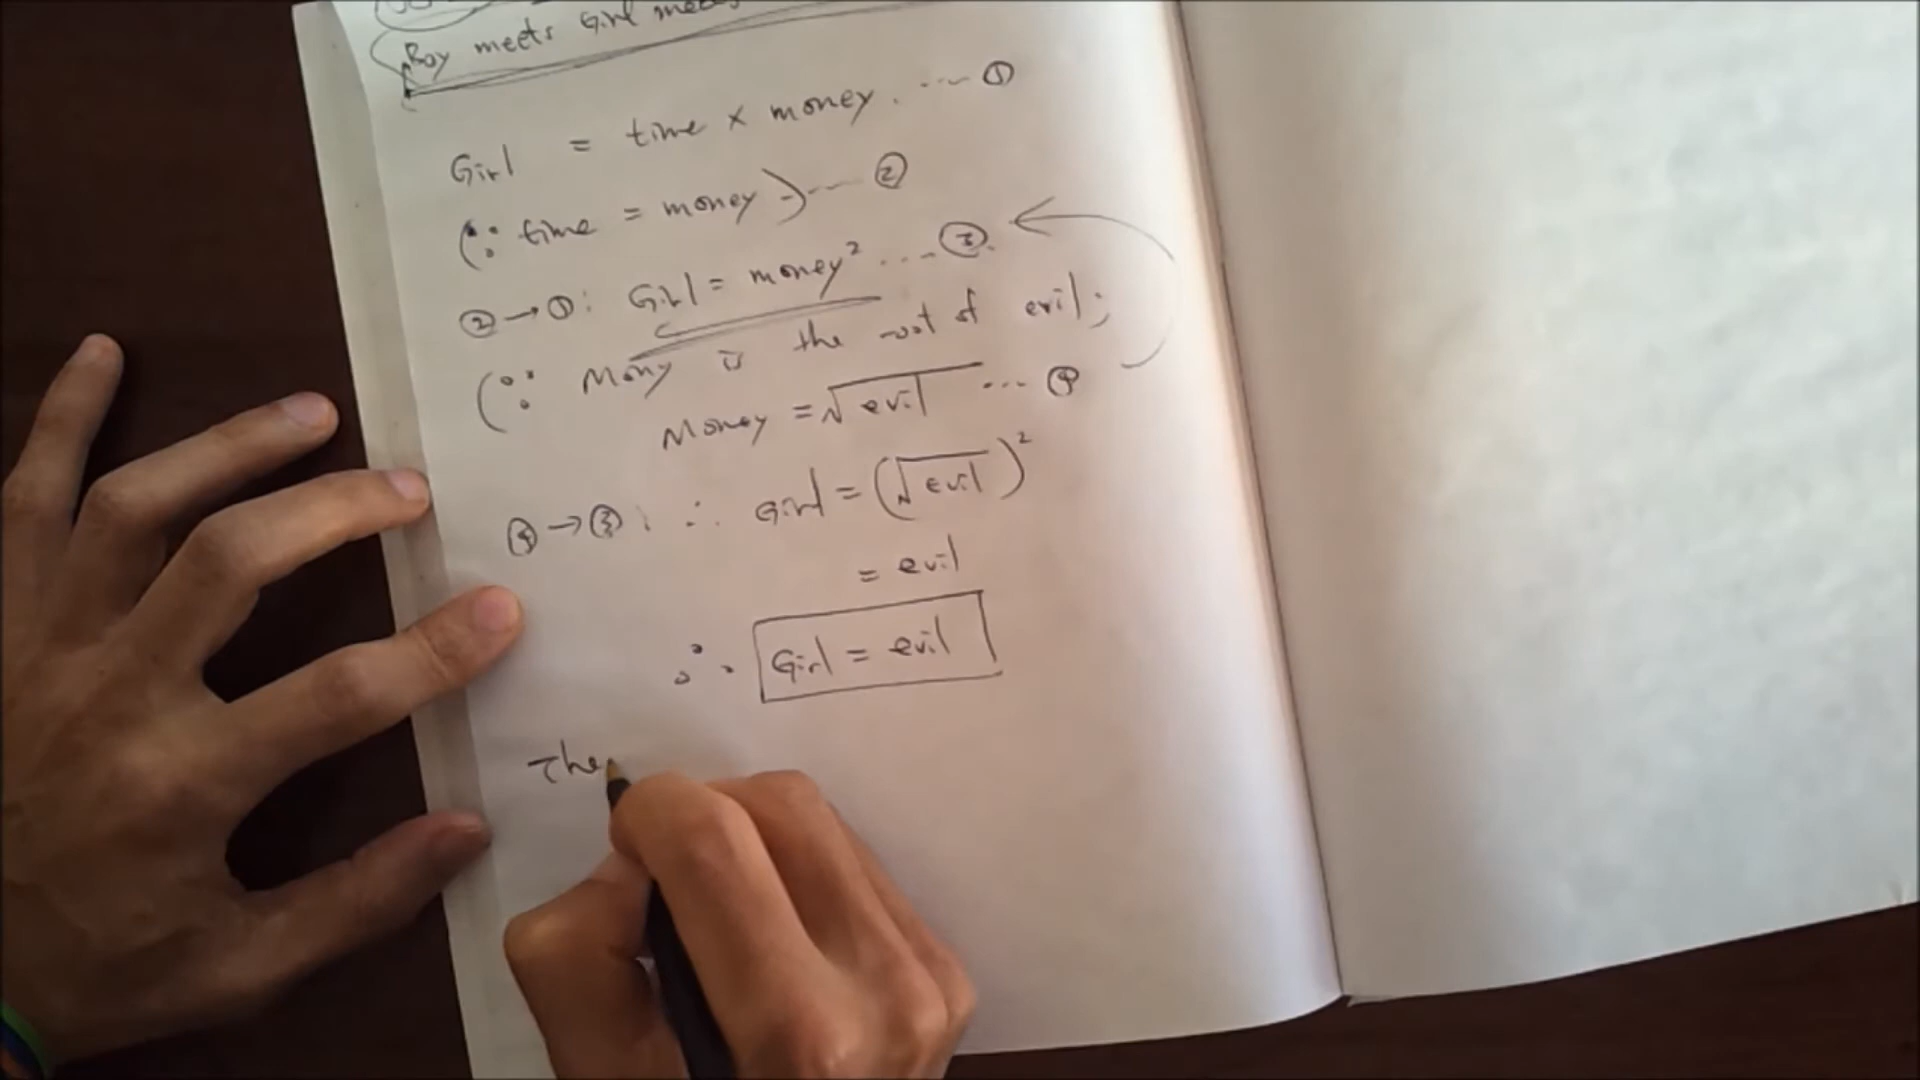 Boy meets Girl
Girl = time × money. ... ①
(∵ time = money) ... ②
② → ①: Girl = money² ... ③.
(∵ Mony is the root of evil;
Money = √evil ... ④
④ → ③: ∴ Girl = (√evil)²
= evil
∴ Girl = evil
The